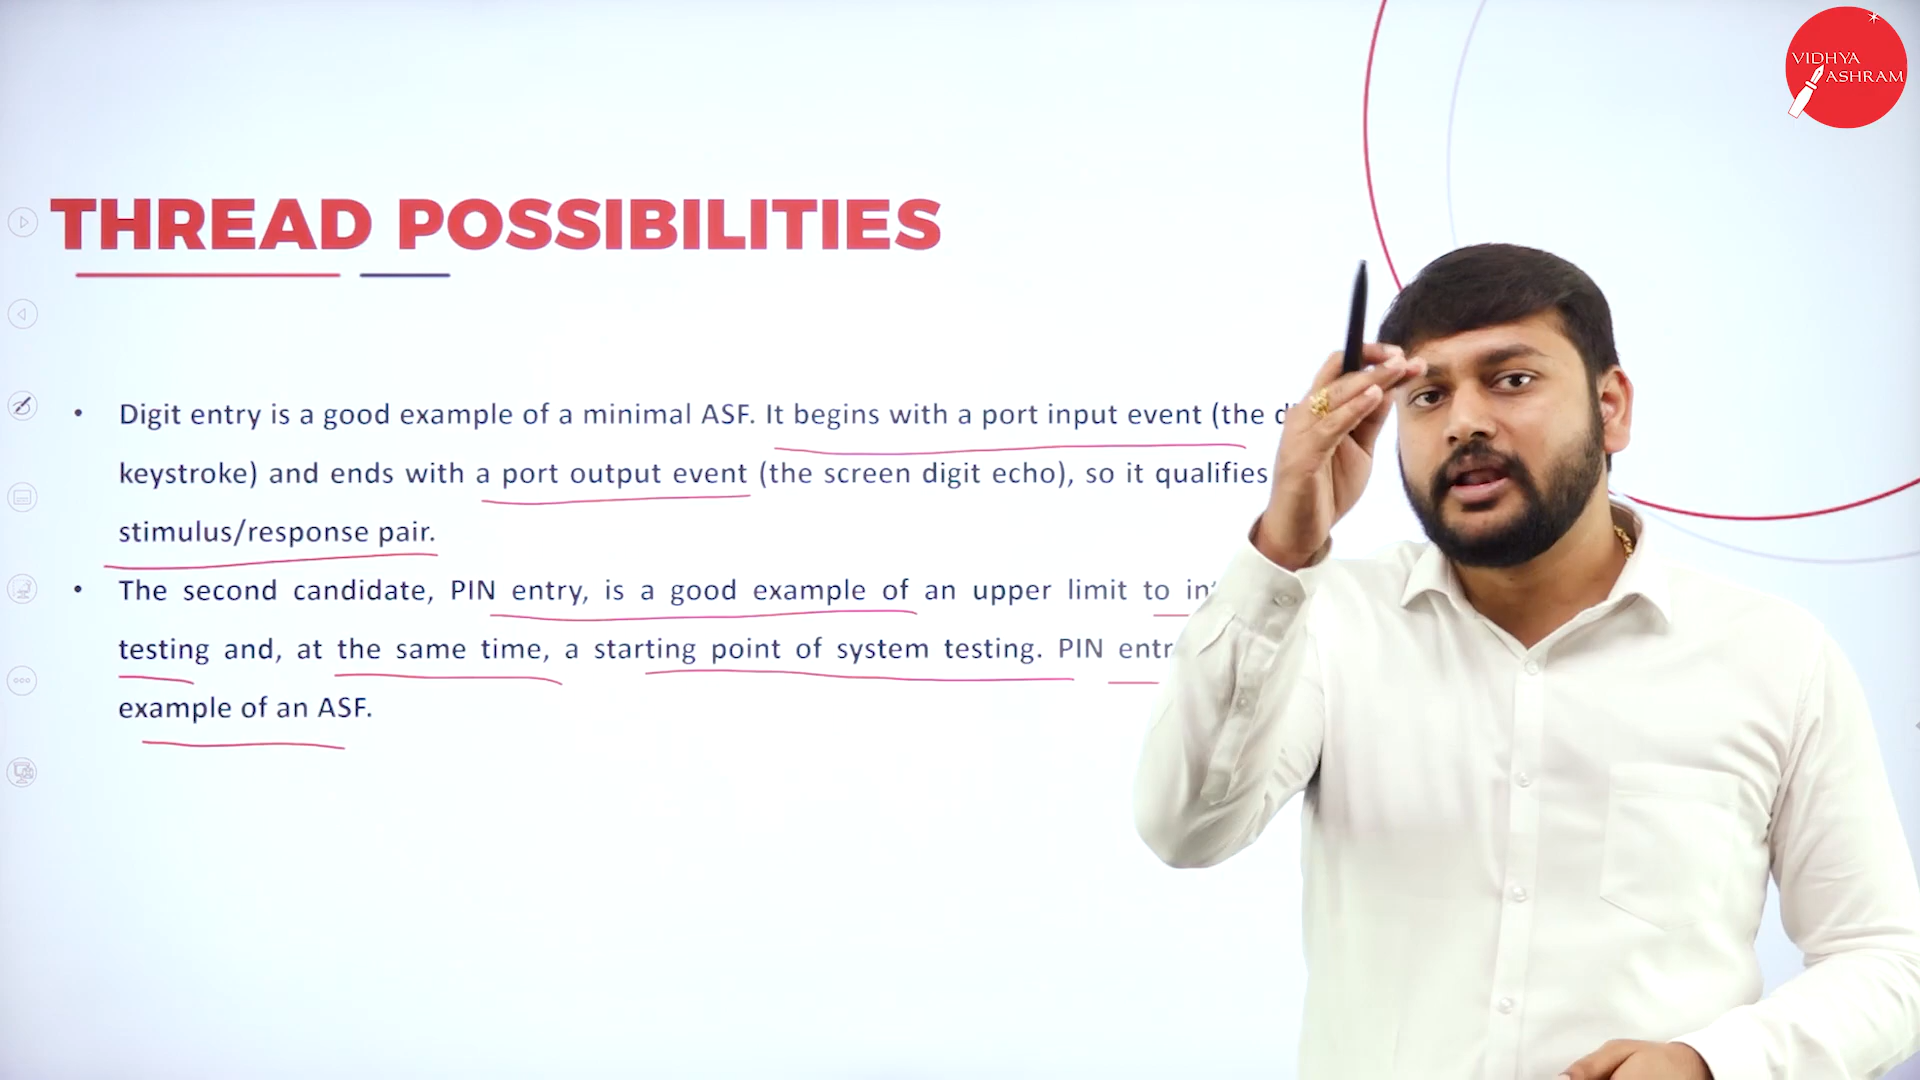 VIDHYA
ASHRAM
THREAD POSSIBILITIES
• Digit entry is a good example of a minimal ASF. It begins with a port input event (the
keystroke) and ends with a port output event (the screen digit echo), so it qualifies
stimulus/response pair.
• The second candidate, PIN entry, is a good example of an upper limit to
testing and, at the same time, a starting point of system testing. PIN
example of an ASF.